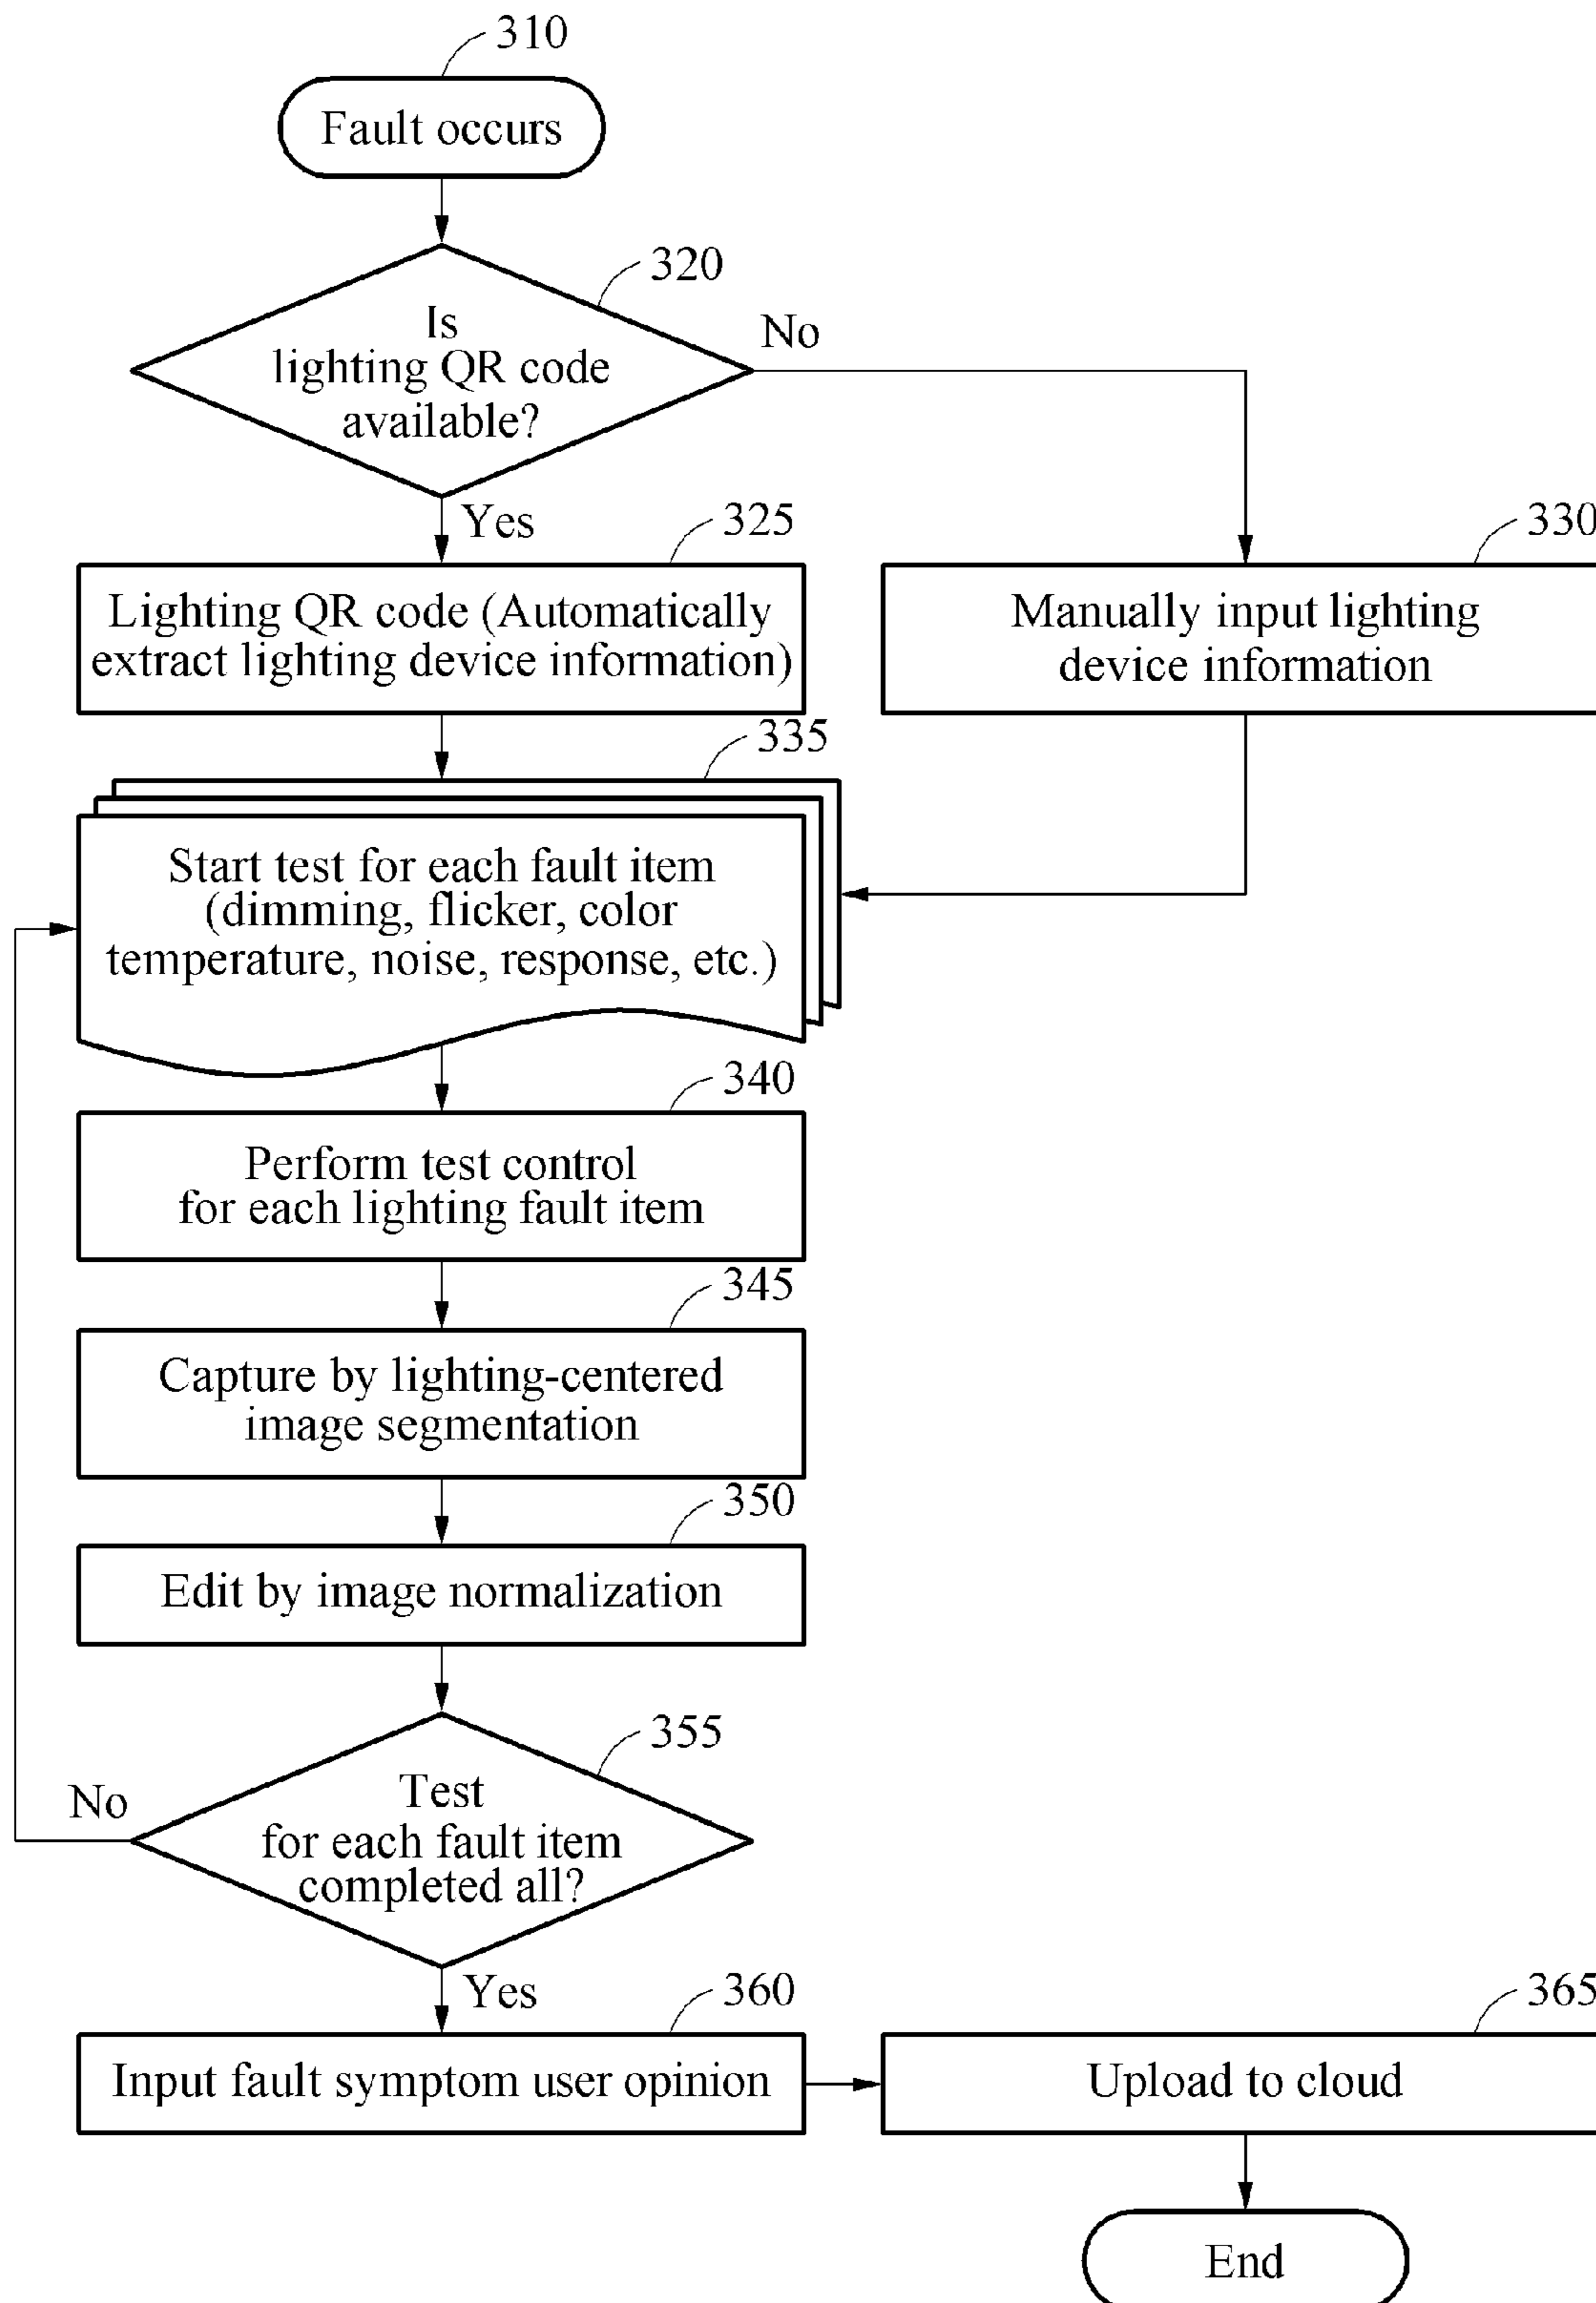 310
Fault occurs
320
Is
lighting QR code
available?
No
Yes
325
330
Lighting QR code (Automatically
extract lighting device information)
Manually input lighting
device information
335
Start test for each fault item
(dimming, flicker, color
temperature, noise, response, etc.)
340
Perform test control
for each lighting fault item
345
Capture by lighting-centered
image segmentation
350
Edit by image normalization
355
Test
for each fault item
completed all?
No
Yes
360
365
Input fault symptom user opinion
Upload to cloud
End